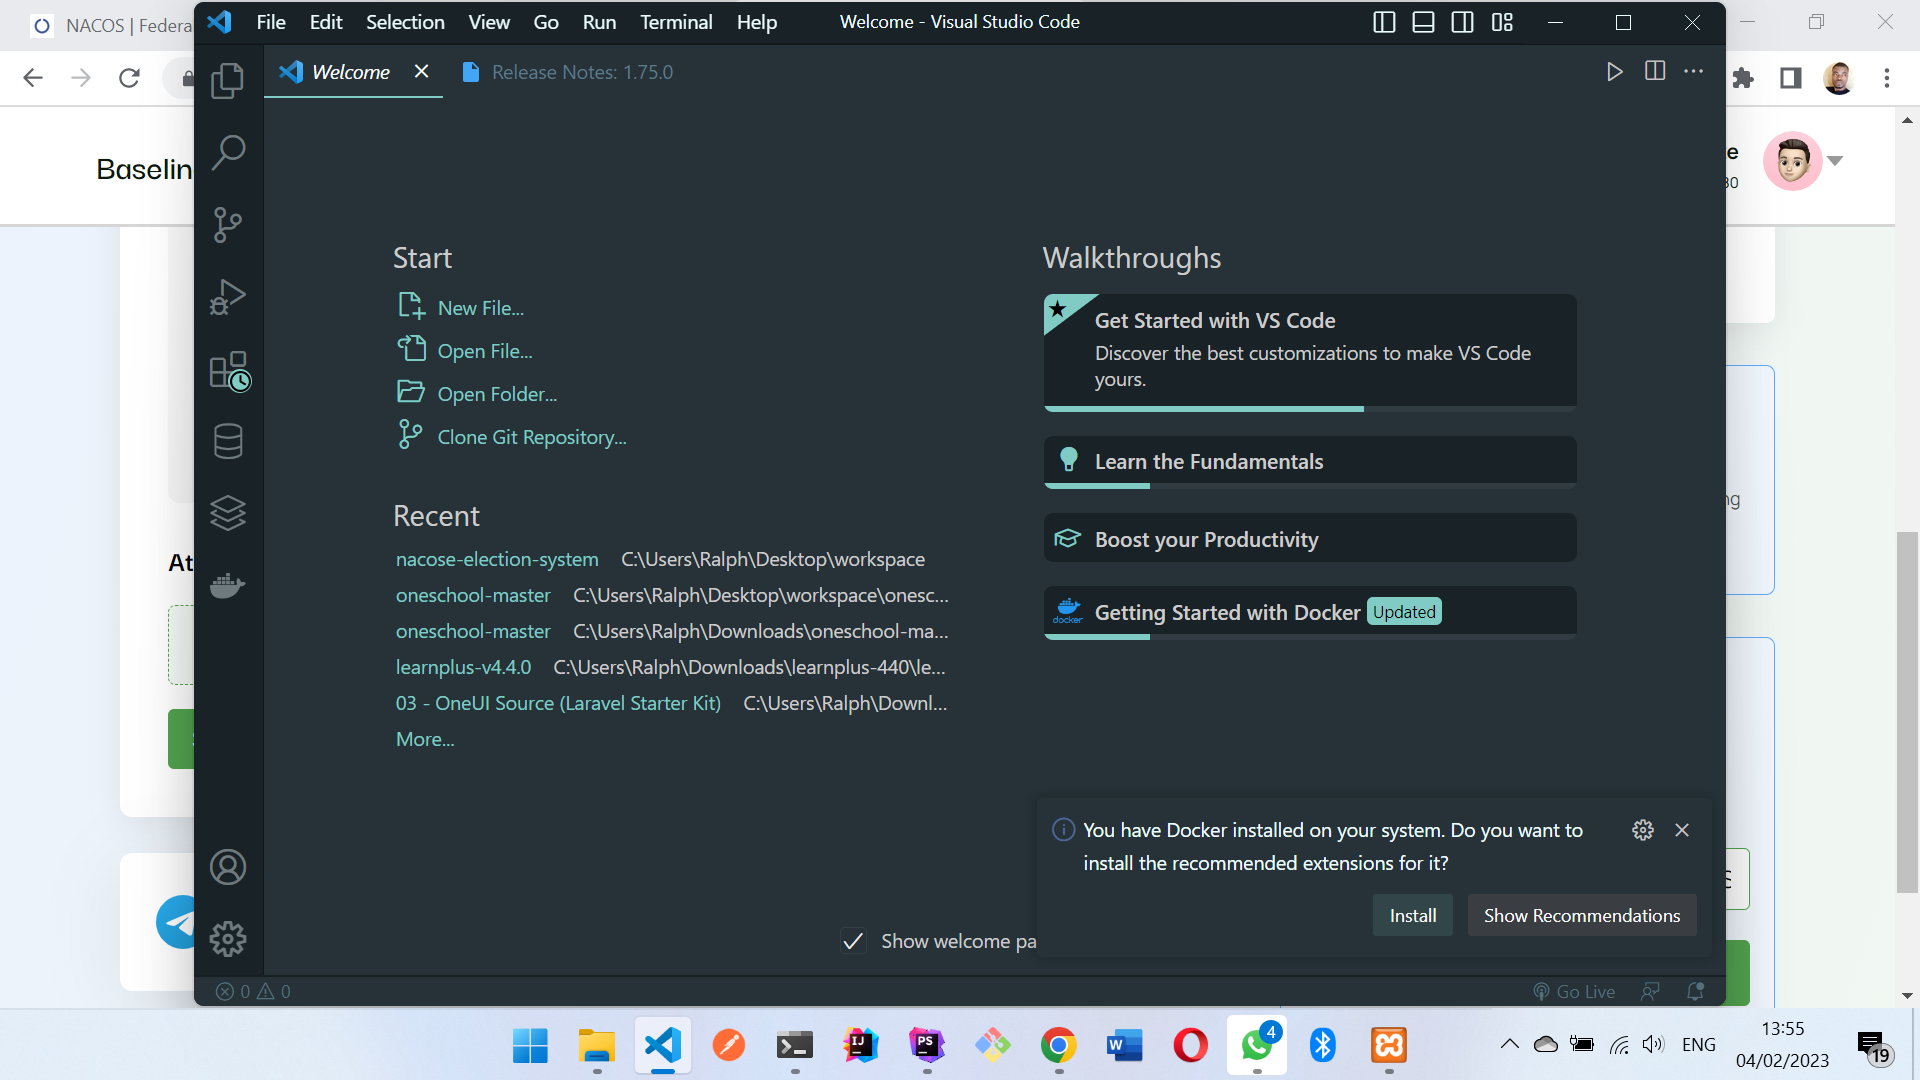 NACOS | Federa
File Edit Selection View Go Run Terminal Help
Welcome - Visual Studio Code
Welcome
Release Notes: 1.75.0
Baselin
e
30
Start
New File...
Open File...
Open Folder...
Clone Git Repository...
Recent
nacose-election-system C:\Users\Ralph\Desktop\workspace
oneschool-master C:\Users\Ralph\Desktop\workspace\onesc...
oneschool-master C:\Users\Ralph\Downloads\oneschool-ma...
learnplus-v4.4.0 C:\Users\Ralph\Downloads\learnplus-440\le...
03 - OneUI Source (Laravel Starter Kit) C:\Users\Ralph\Downl...
More...
Walkthroughs
Get Started with VS Code
Discover the best customizations to make VS Code
yours.
Learn the Fundamentals
Boost your Productivity
docker
Getting Started with Docker Updated
ng
At
You have Docker installed on your system. Do you want to
install the recommended extensions for it?
Install
Show Recommendations
Show welcome pa
0 0
Go Live
IJ
PS
W
4
ENG
13:55
04/02/2023
19